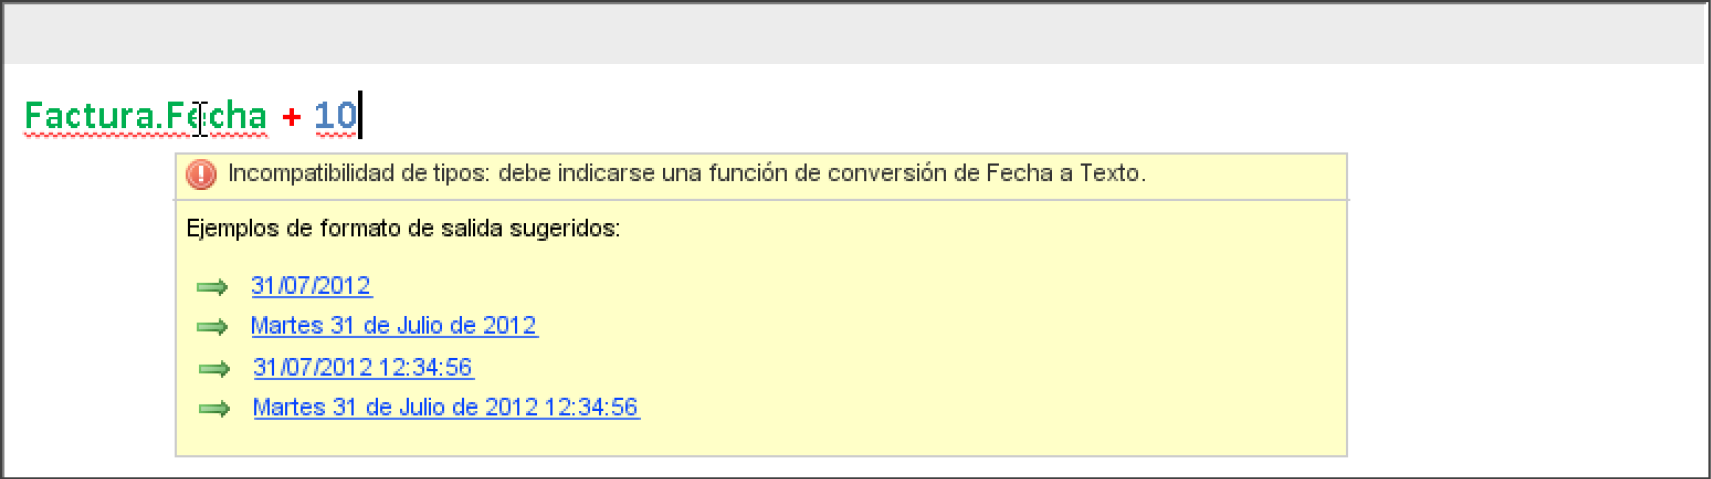 Factura.Fecha + 10
Incompatibilidad de tipos: debe indicarse una función de conversión de Fecha a Texto.
Ejemplos de formato de salida sugeridos:
31/07/2012
Martes 31 de Julio de 2012
31/07/2012 12:34:56
Martes 31 de Julio de 2012 12:34:56